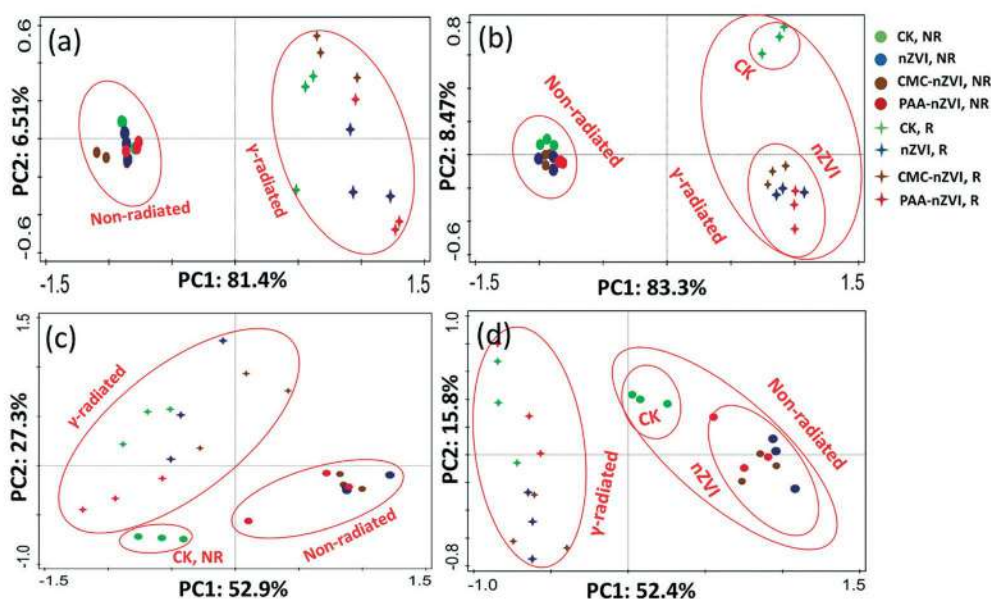 (a)
0.6
PC2: 6.51%
-0.6
Non-radiated
γ-radiated
-1.5
PC1: 81.4%
1.5
(b)
0.8
PC2: 8.47%
-0.6
Non-radiated
CK
γ-radiated
nZVI
-1.5
PC1: 83.3%
1.5
CK, NR
nZVI, NR
CMC-nZVI, NR
PAA-nZVI, NR
CK, R
nZVI, R
CMC-nZVI, R
PAA-nZVI, R
(c)
1.5
PC2: 27.3%
-1.0
γ-radiated
CK, NR
Non-radiated
-1.5
PC1: 52.9%
1.5
(d)
1.0
PC2: 15.8%
-0.8
γ-radiated
CK
nZVI
Non-radiated
-1.0
PC1: 52.4%
1.5